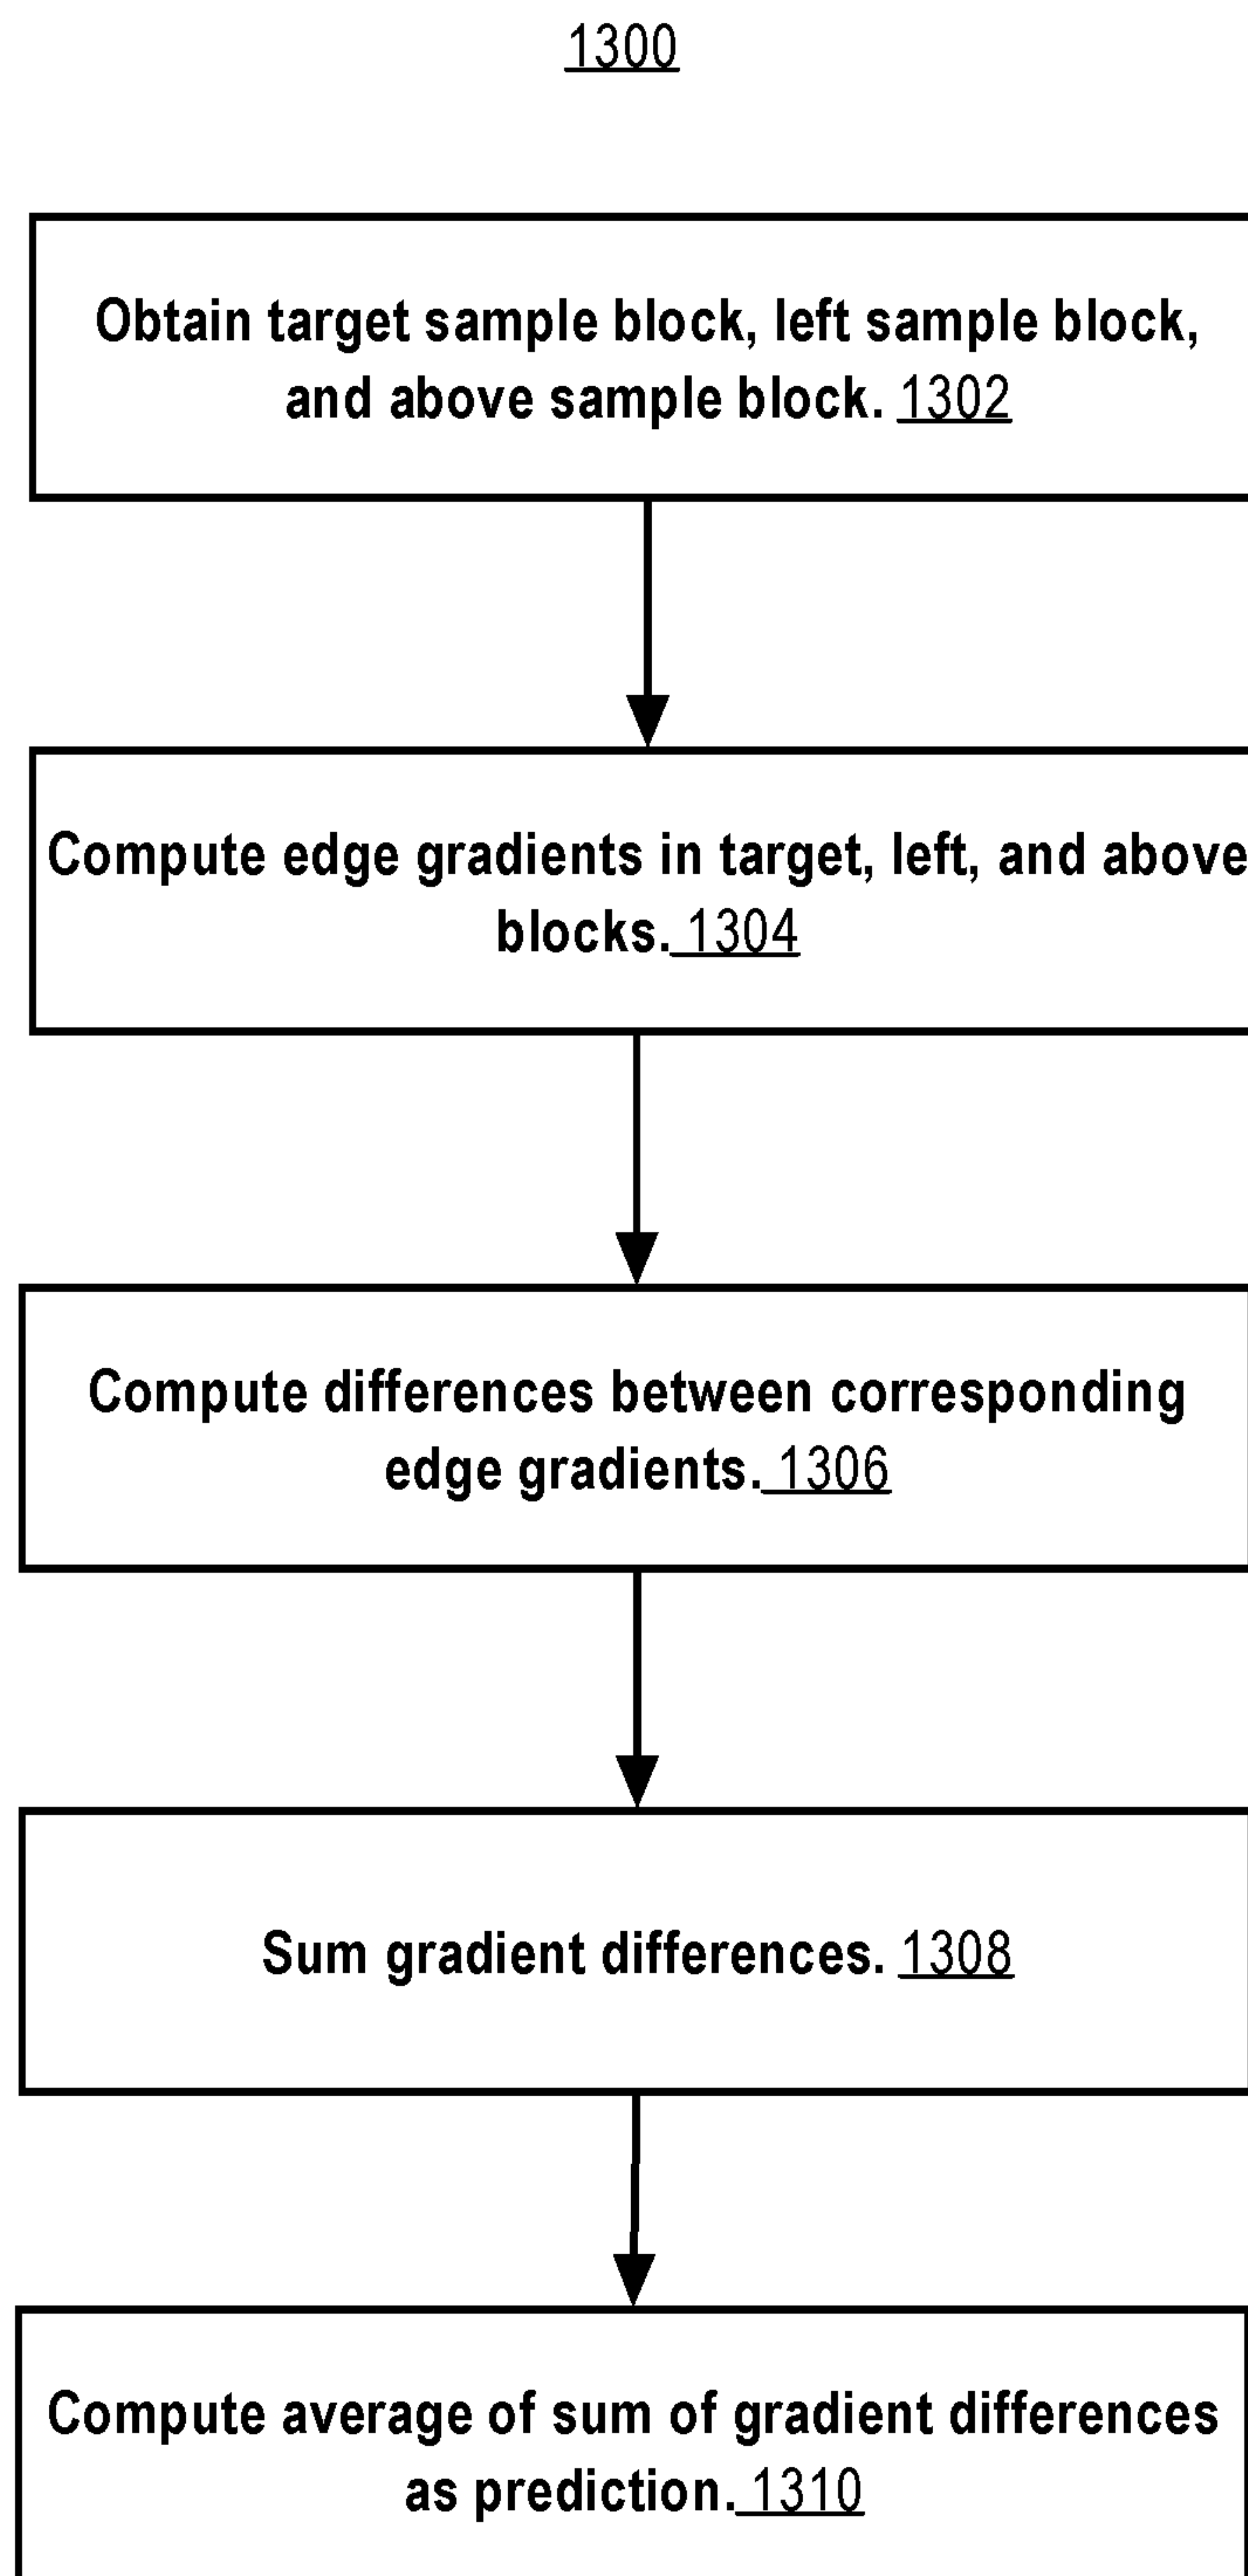 1300
Obtain target sample block, left sample block,
and above sample block. 1302
Compute edge gradients in target, left, and above
blocks. 1304
Compute differences between corresponding
edge gradients. 1306
Sum gradient differences. 1308
Compute average of sum of gradient differences
as prediction. 1310